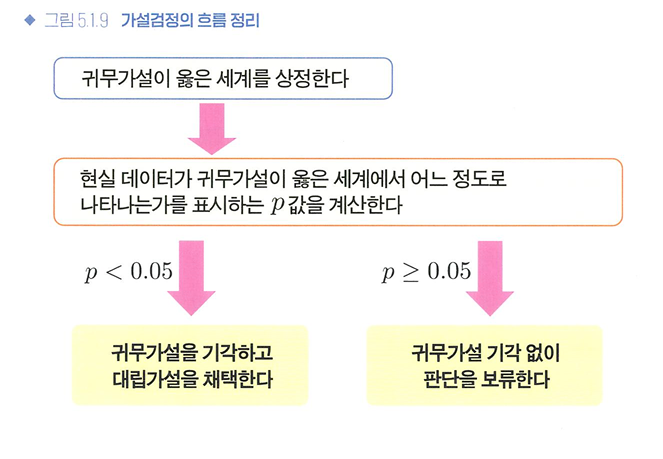 ◆ 그림 5.1.9 가설검정의 흐름 정리
귀무가설이 옳은 세계를 상정한다
현실 데이터가 귀무가설이 옳은 세계에서 어느 정도로
나타나는가를 표시하는 p 값을 계산한다
p < 0.05
p ≥ 0.05
귀무가설을 기각하고
대립가설을 채택한다
귀무가설 기각 없이
판단을 보류한다